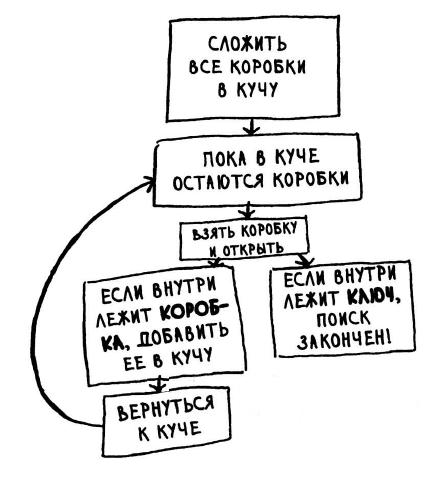 СЛОЖИТЬ
ВСЕ КОРОБКИ
В КУЧУ
ПОКА В КУЧЕ
ОСТАЮТСЯ КОРОБКИ
ВЗЯТЬ КОРОБКУ
И ОТКРЫТЬ
ЕСЛИ ВНУТРИ
ЛЕЖИТ КОРОБ-
КА, ДОБАВИТЬ
ЕЕ В КУЧУ
ЕСЛИ ВНУТРИ
ЛЕЖИТ КЛЮЧ,
ПОИСК
ЗАКОНЧЕН!
ВЕРНУТЬСЯ
К КУЧЕ